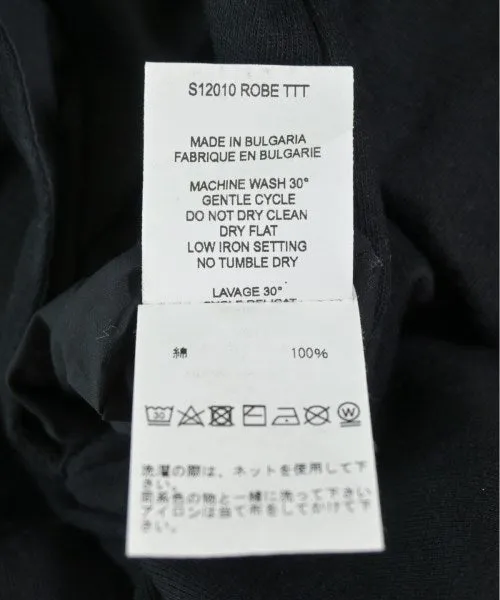 S12010 ROBE TTT
MADE IN BULGARIA
FABRIQUE EN BULGARIE
MACHINE WASH 30°
GENTLE CYCLE
DO NOT DRY CLEAN
DRY FLAT
LOW IRON SETTING
NO TUMBLE DRY
LAVAGE 30°
CYCLE DELICAT
綿 100%
30 W
洗濯の際は、ネットを使用して下
さい。
同系色の物と一緒に洗って下さい
アイロンは当て布をしてかけて下
さい。